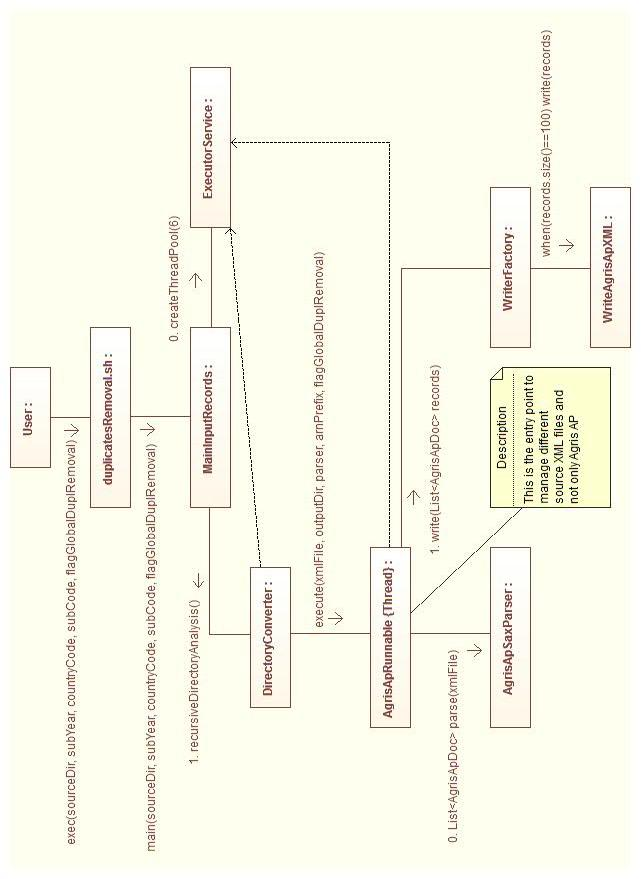 User :
exec(sourceDir, subYear, countryCode, subCode, flagGlobalDuplRemoval)
duplicatesRemoval.sh :
main(sourceDir, subYear, countryCode, subCode, flagGlobalDuplRemoval)
MainInputRecords :
0. createThreadPool(6)
ExecutorService :
1. recursiveDirectoryAnalysis()
DirectoryConverter :
execute(xmlFile, outputDir, parser, arnPrefix, flagGlobalDuplRemoval)
AgrisApRunnable {Thread} :
0. List<AgrisApDoc> parse(xmlFile)
AgrisApSaxParser :
1. write(List<AgrisApDoc> records)
WriterFactory :
when(records.size()==100) write(records)
WriteAgrisApXML :
Description
This is the entry point to
manage different
source XML files and
not only Agris AP